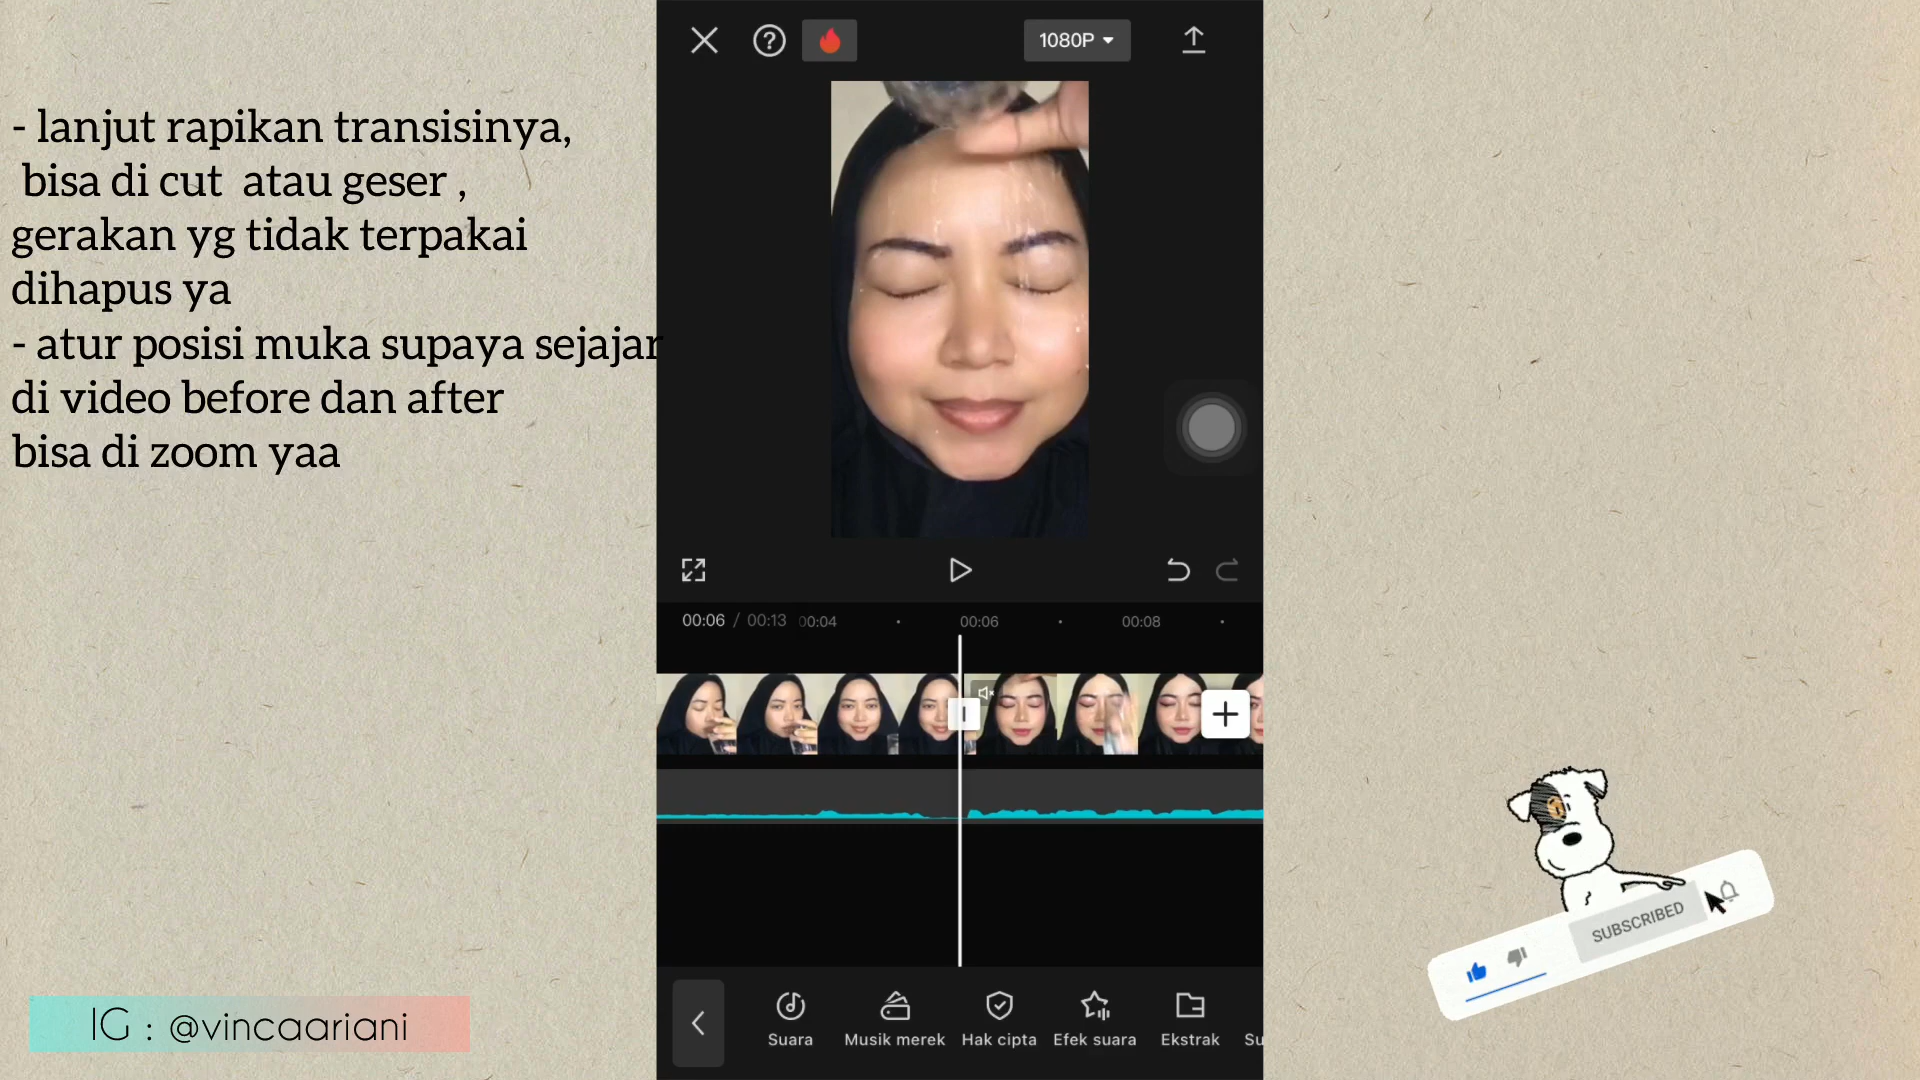 - lanjut rapikan transisinya,
bisa di cut atau geser ,
gerakan yg tidak terpakai
dihapus ya
- atur posisi muka supaya sejajar
di video before dan after
bisa di zoom yaa
1080P
00:06 / 00:13 00:04 00:06 00:08
SUBSCRIBED
IG : @vincaariani
Suara Musik merek Hak cipta Efek suara Ekstrak